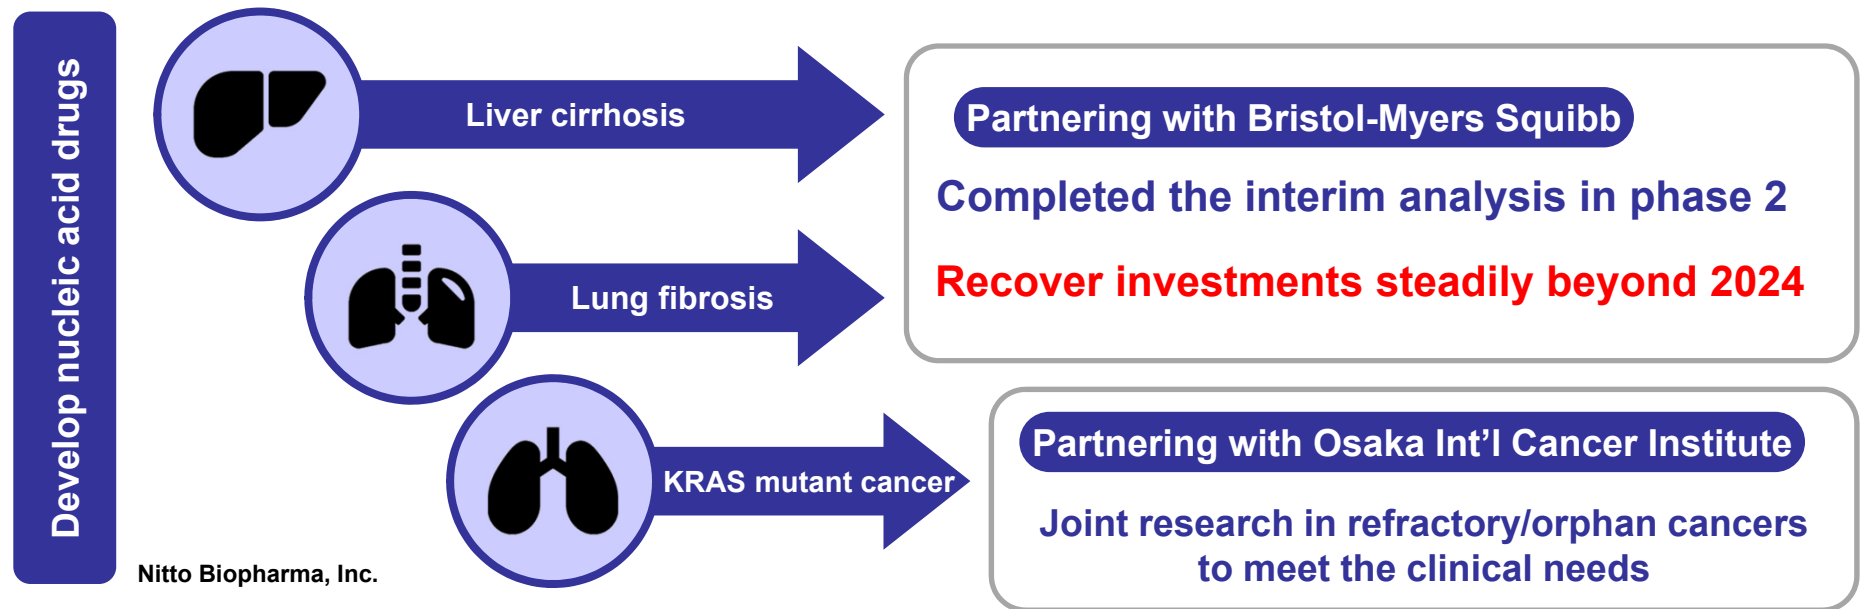 Develop nucleic acid drugs
Liver cirrhosis
Partnering with Bristol-Myers Squibb
Completed the interim analysis in phase 2
Lung fibrosis
Recover investments steadily beyond 2024
KRAS mutant cancer
Partnering with Osaka Int’l Cancer Institute
Joint research in refractory/orphan cancers
to meet the clinical needs
Nitto Biopharma, Inc.